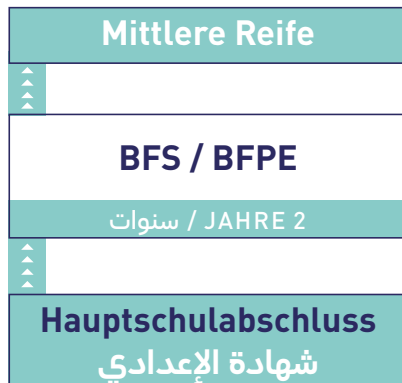 Mittlere Reife
BFS / BFPE
سنوات / JAHRE 2
Hauptschulabschluss
شهادة الإعدادي